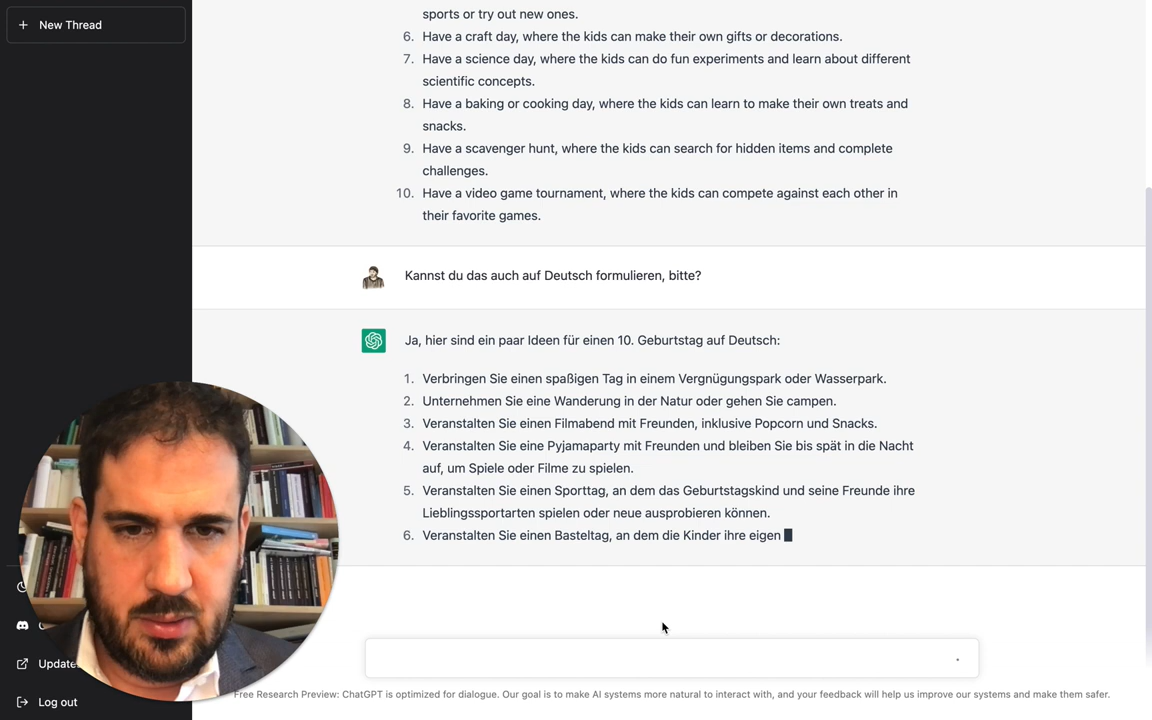 New Thread
sports or try out new ones.
6. Have a craft day, where the kids can make their own gifts or decorations.
7. Have a science day, where the kids can do fun experiments and learn about different
scientific concepts.
8. Have a baking or cooking day, where the kids can learn to make their own treats and
snacks.
9. Have a scavenger hunt, where the kids can search for hidden items and complete
challenges.
10. Have a video game tournament, where the kids can compete against each other in
their favorite games.
Kannst du das auch auf Deutsch formulieren, bitte?
Ja, hier sind ein paar Ideen für einen 10. Geburtstag auf Deutsch:
1. Verbringen Sie einen spaßigen Tag in einem Vergnügungspark oder Wasserpark.
2. Unternehmen Sie eine Wanderung in der Natur oder gehen Sie campen.
3. Veranstalten Sie einen Filmabend mit Freunden, inklusive Popcorn und Snacks.
4. Veranstalten Sie eine Pyjamaparty mit Freunden und bleiben Sie bis spät in die Nacht
auf, um Spiele oder Filme zu spielen.
5. Veranstalten Sie einen Sporttag, an dem das Geburtstagskind und seine Freunde ihre
Lieblingssportarten spielen oder neue ausprobieren können.
6. Veranstalten Sie einen Basteltag, an dem die Kinder ihre eigen
Log out
Free Research Preview: ChatGPT is optimized for dialogue. Our goal is to make AI systems more natural to interact with, and your feedback will help us improve our systems and make them safer.